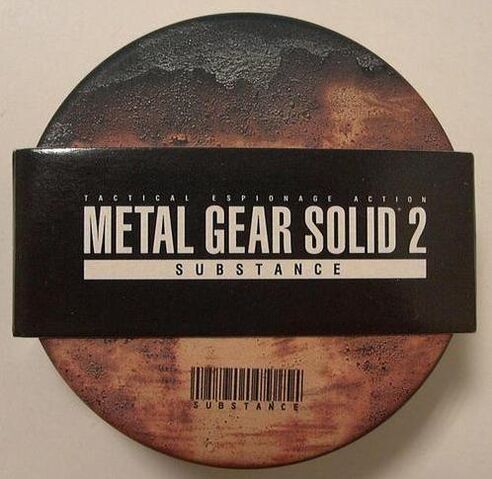 TACTICAL ESPIONAGE ACTION
METAL GEAR SOLID® 2
SUBSTANCE
SUBSTANCE